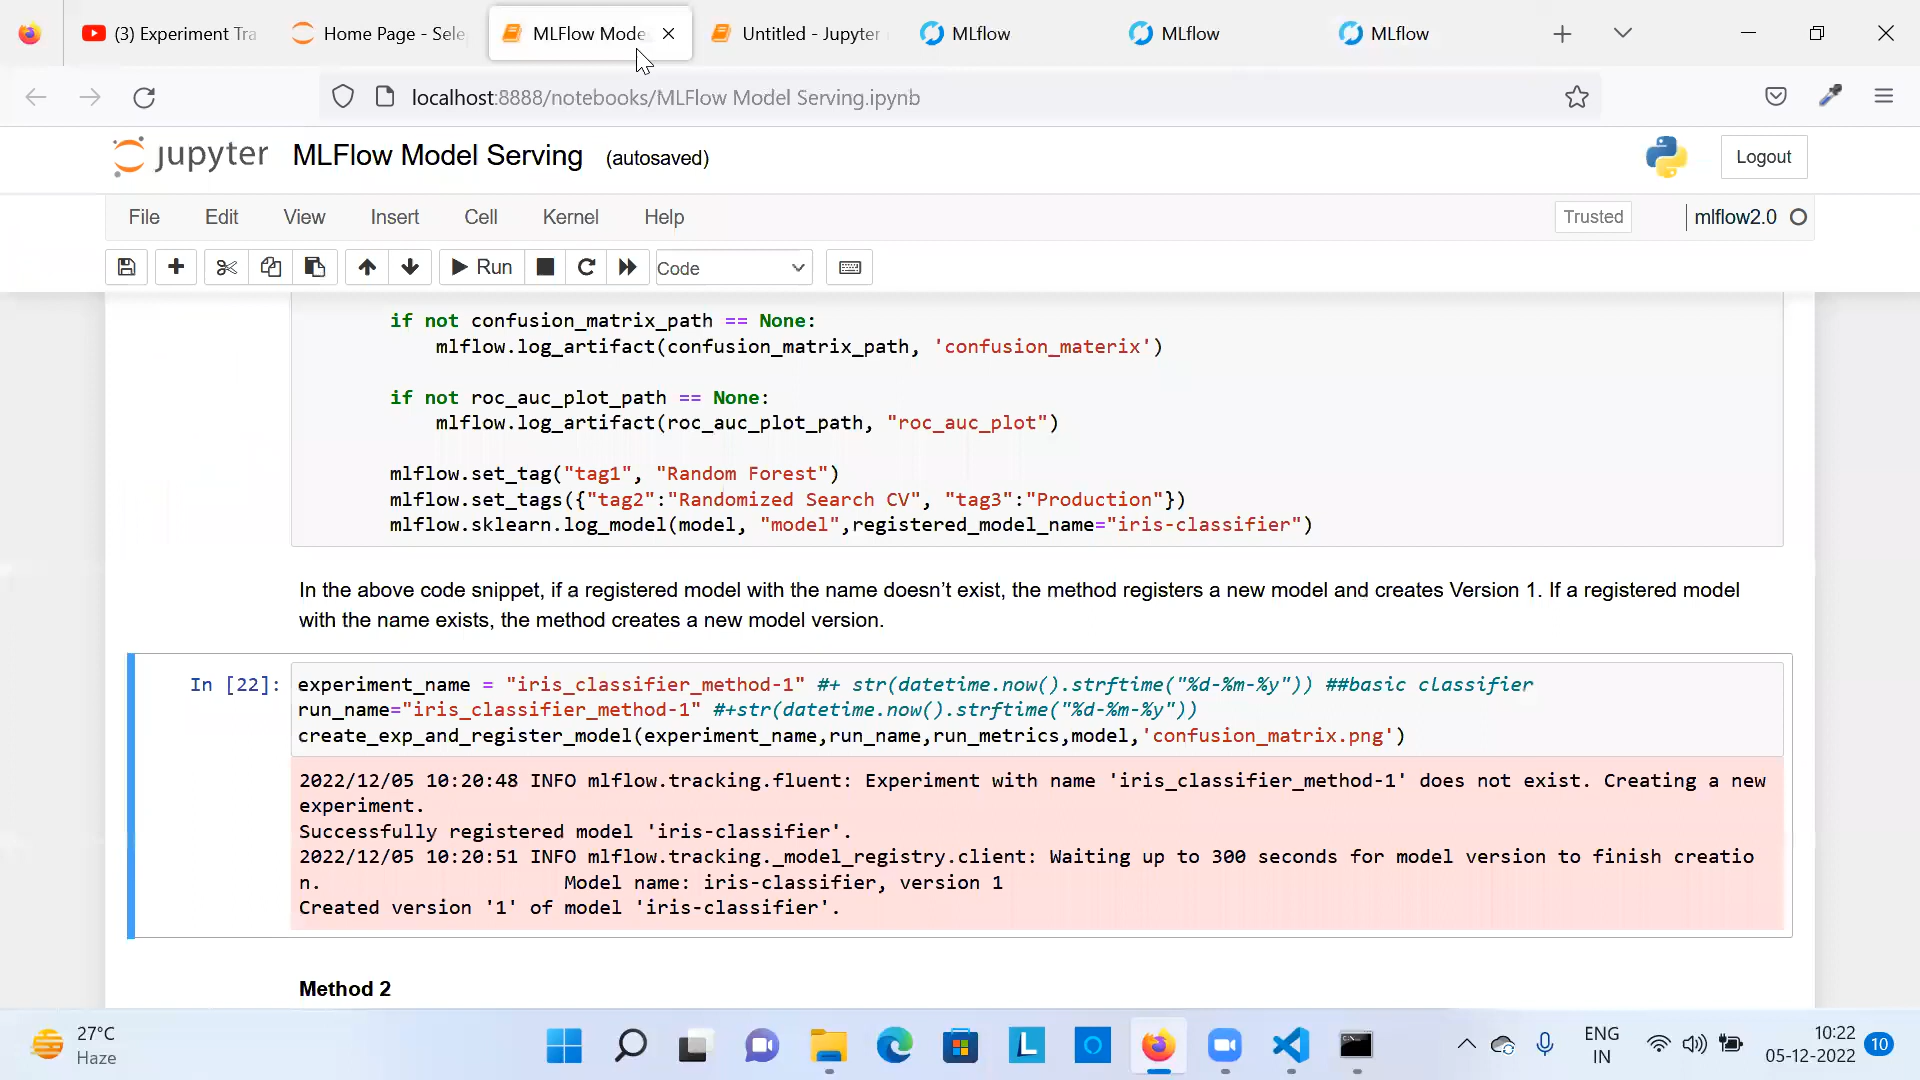 (3) Experiment Tra
Home Page - Sele
MLFlow Mode
Untitled - Jupyter
MLflow
MLflow
MLflow
localhost:8888/notebooks/MLFlow Model Serving.ipynb
jupyter MLFlow Model Serving (autosaved)
Logout
File Edit View Insert Cell Kernel Help
Trusted
mlflow2.0
Run
Code
if not confusion_matrix_path == None:
mlflow.log_artifact(confusion_matrix_path, 'confusion_materix')
if not roc_auc_plot_path == None:
mlflow.log_artifact(roc_auc_plot_path, "roc_auc_plot")
mlflow.set_tag("tag1", "Random Forest")
mlflow.set_tags({"tag2":"Randomized Search CV", "tag3":"Production"})
mlflow.sklearn.log_model(model, "model",registered_model_name="iris-classifier")
In the above code snippet, if a registered model with the name doesn’t exist, the method registers a new model and creates Version 1. If a registered model
with the name exists, the method creates a new model version.
In [22]:
experiment_name = "iris_classifier_method-1" #+ str(datetime.now().strftime("%d-%m-%y")) ##basic classifier
run_name="iris_classifier_method-1" #+str(datetime.now().strftime("%d-%m-%y"))
create_exp_and_register_model(experiment_name,run_name,run_metrics,model,'confusion_matrix.png')
2022/12/05 10:20:48 INFO mlflow.tracking.fluent: Experiment with name 'iris_classifier_method-1' does not exist. Creating a new
experiment.
Successfully registered model 'iris-classifier'.
2022/12/05 10:20:51 INFO mlflow.tracking._model_registry.client: Waiting up to 300 seconds for model version to finish creatio
n. Model name: iris-classifier, version 1
Created version '1' of model 'iris-classifier'.
Method 2
27°C
Haze
L
ENG
IN
10:22
05-12-2022
10